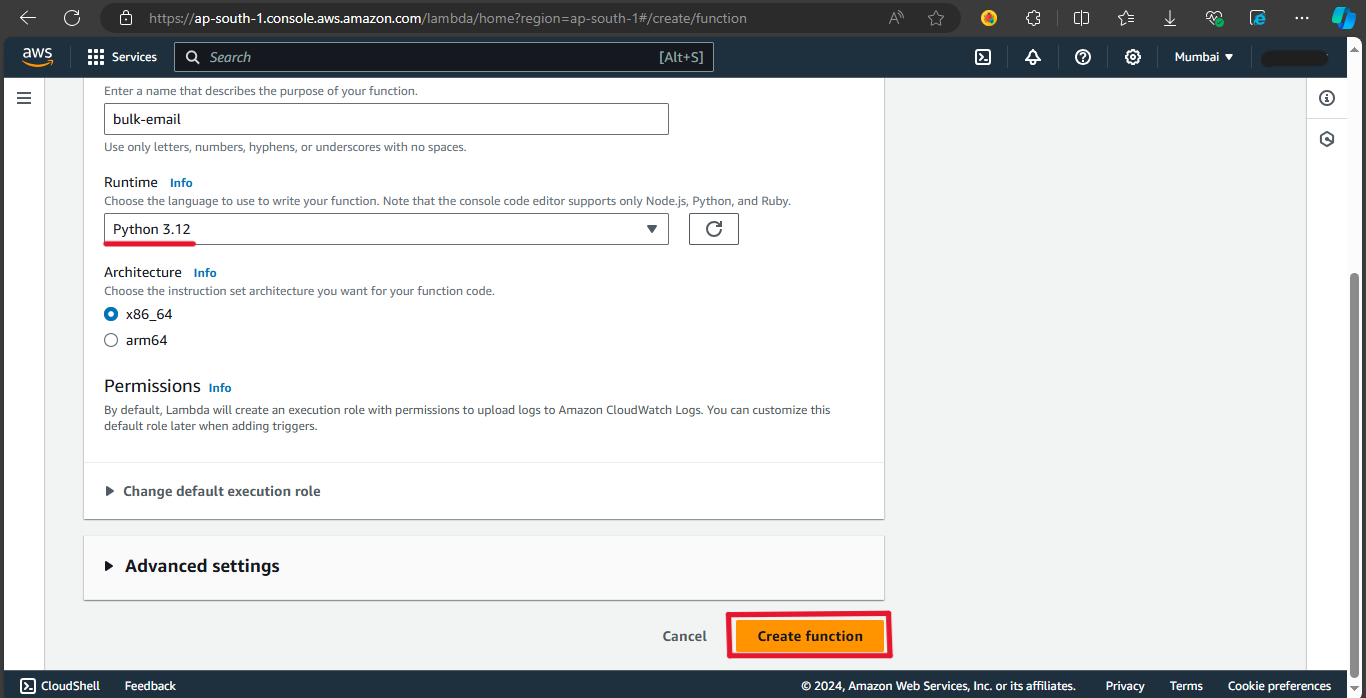 https://ap-south-1.console.aws.amazon.com/lambda/home?region=ap-south-1#/create/function
aws
Services
Search
[Alt+S]
Mumbai
Enter a name that describes the purpose of your function.
bulk-email
Use only letters, numbers, hyphens, or underscores with no spaces.
Runtime Info
Choose the language to use to write your function. Note that the console code editor supports only Node.js, Python, and Ruby.
Python 3.12
Architecture Info
Choose the instruction set architecture you want for your function code.
x86_64
arm64
Permissions Info
By default, Lambda will create an execution role with permissions to upload logs to Amazon CloudWatch Logs. You can customize this
default role later when adding triggers.
Change default execution role
Advanced settings
Cancel
Create function
CloudShell
Feedback
© 2024, Amazon Web Services, Inc. or its affiliates.
Privacy
Terms
Cookie preferences